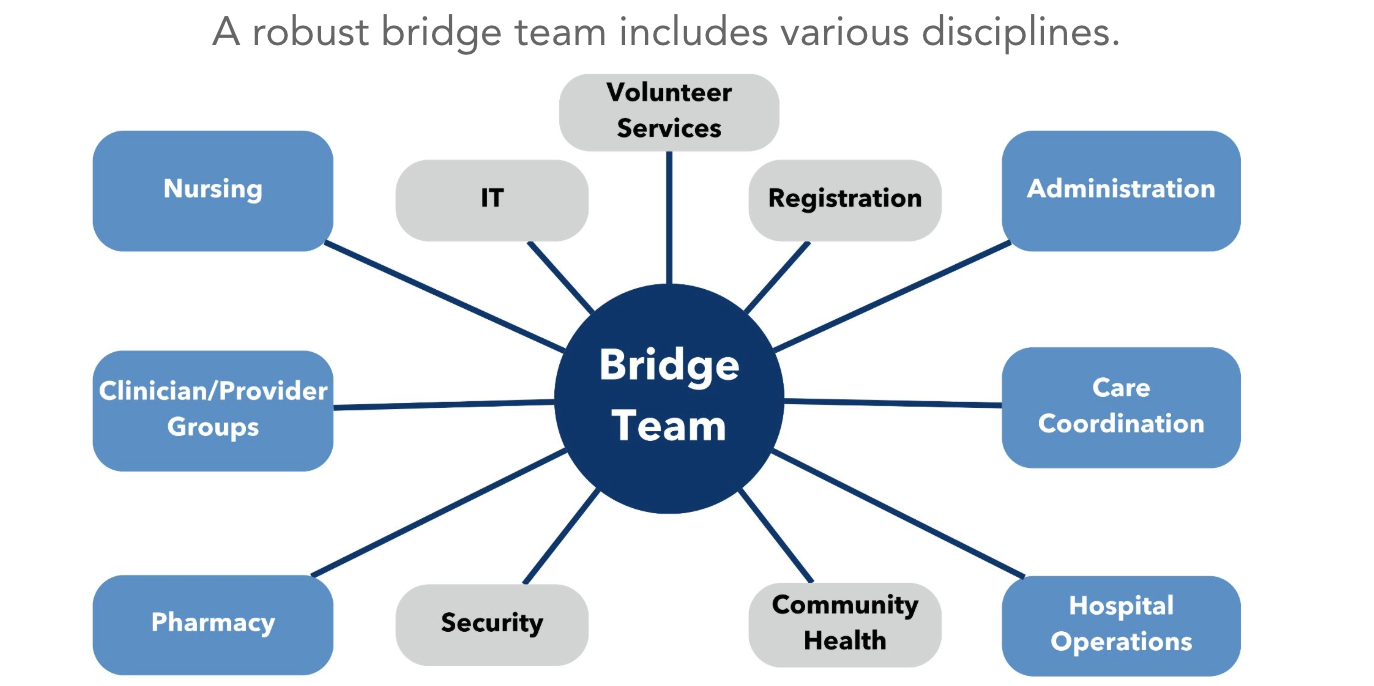 A robust bridge team includes various disciplines.
Volunteer
Services
Nursing
IT
Registration
Administration
Bridge
Team
Clinician/Provider
Groups
Care
Coordination
Pharmacy
Security
Community
Health
Hospital
Operations